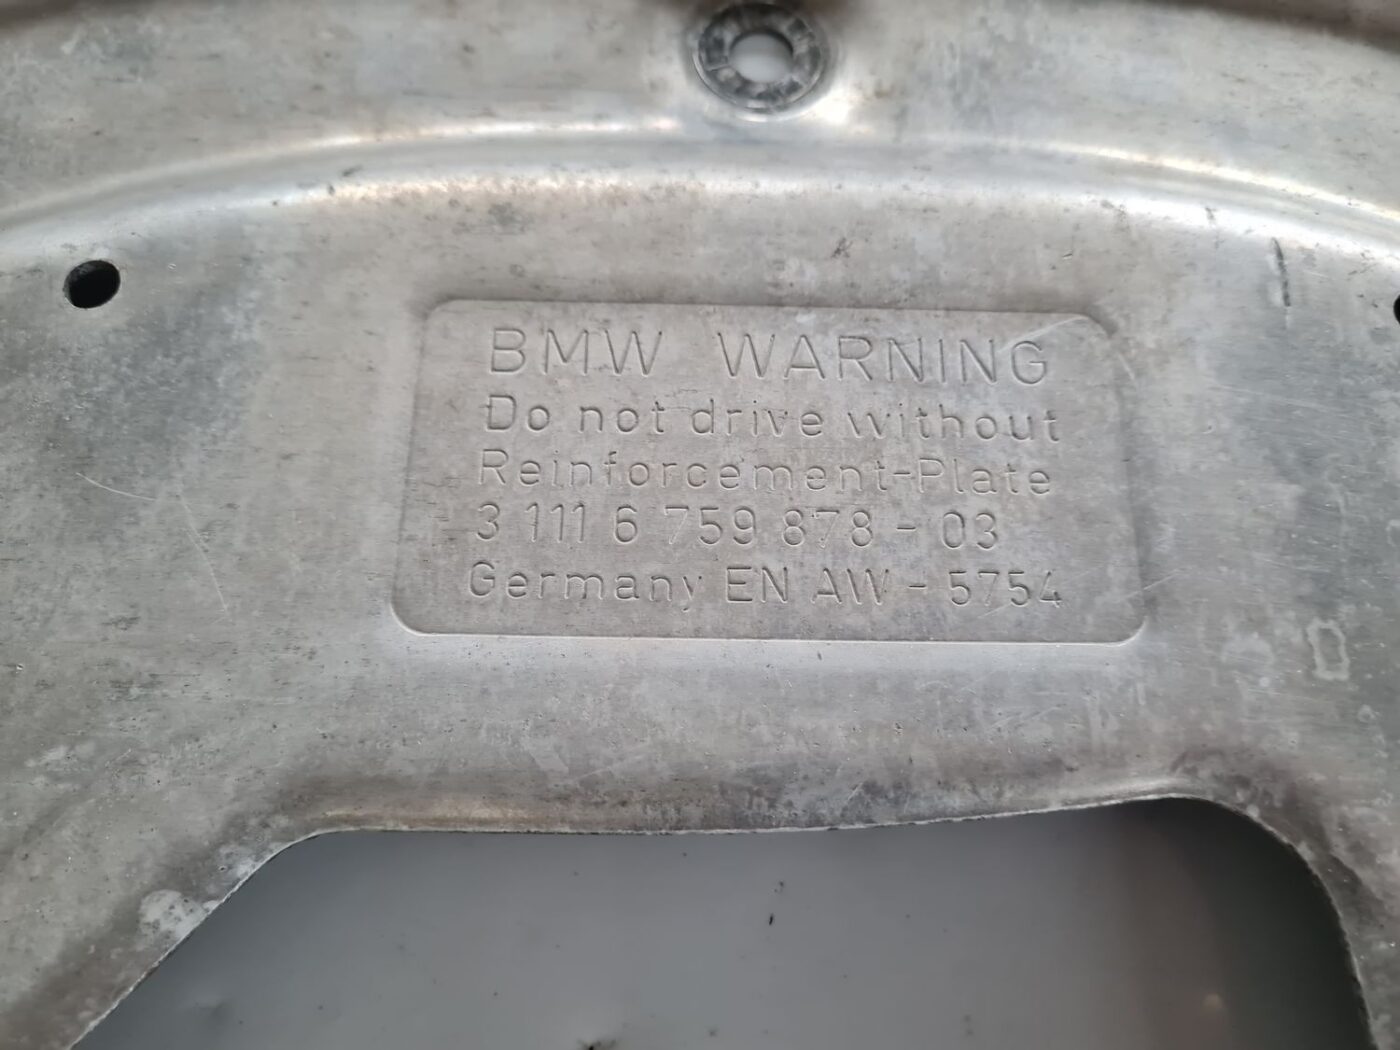 BMW WARNING
Do not drive without
Reinforcement-Plate
3 111 6 759 878 - 03
Germany EN AW - 5754